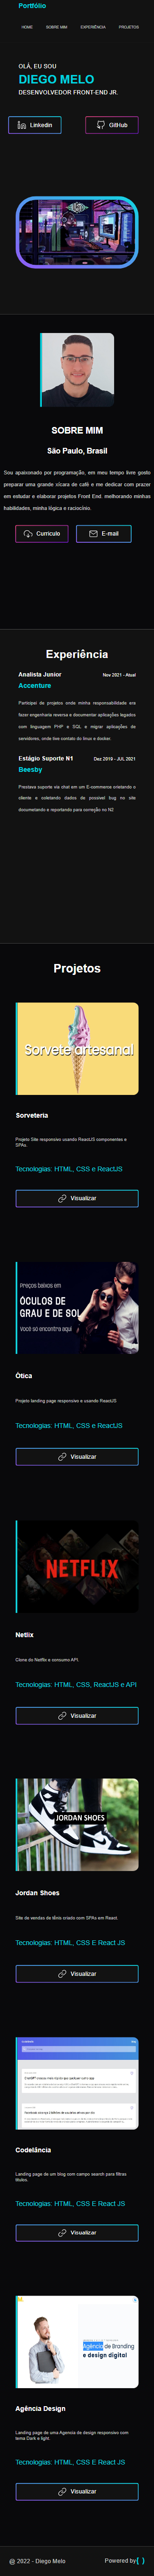 Portfólio
HOME SOBRE MIM EXPERIÊNCIA PROJETOS
OLÁ, EU SOU
DIEGO MELO
DESENVOLVEDOR FRONT-END JR.
Linkedin GitHub
SOBRE MIM
São Paulo, Brasil
Sou apaixonado por programação, em meu tempo livre gosto
preparar uma grande xícara de café e me dedicar com prazer
em estudar e elaborar projetos Front End. melhorando minhas
habilidades, minha lógica e raciocínio.
Currículo E-mail
Experiência
Analista Junior Nov 2021 - Atual
Accenture
Participei de projetos onde minha responsabilidade era
fazer engenharia reversa e documentar aplicações legados
com linguagem PHP e SQL e migrar aplicações de
servidores, onde tive contato do linux e docker.
Estágio Suporte N1 Dez 2019 - JUL 2021
Beesby
Prestava suporte via chat em um E-commerce orietando o
cliente e coletando dados de possível bug no site
documetando e reportando para correção no N2
Projetos
Sorvete artesanal
Sorveteria
Projeto Site responsivo usando ReactJS componentes e
SPAs.
Tecnologias: HTML, CSS e ReactJS
Visualizar
Preços baixos em
ÓCULOS DE
GRAU E DE SOL
Você so encontra aqui
Ótica
Projeto landing page responsivo e usando ReactJS
Tecnologias: HTML, CSS e ReactJS
Visualizar
NETFLIX
Netlix
Clone do Netflix e consumo API.
Tecnologias: HTML, CSS, ReactJS e API
Visualizar
JORDAN SHOES
Jordan Shoes
Site de vendas de tênis criado com SPAs em React.
Tecnologias: HTML, CSS E React JS
Visualizar
Codelância
Landing page de um blog com campo search para filtras
títulos.
Tecnologias: HTML, CSS E React JS
Visualizar
Agência de Branding
e design digital
Agência Design
Landing page de uma Agencia de design responsivo com
tema Dark e light.
Tecnologias: HTML, CSS E React JS
Visualizar
@ 2022 - Diego Melo Powered by { }